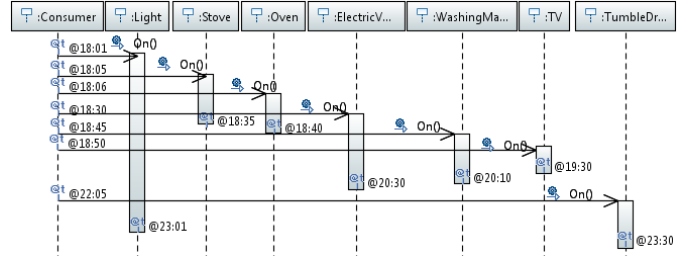 :Consumer :Light :Stove :Oven :ElectricV... :WashingMa... :TV :TumbleDr...
@t @18:01 On()
@t @18:05 On()
@t @18:06 On()
@t @18:30 On()
@t @18:35
@t @18:40
@t @18:45 On()
@t @18:50 On()
@t @19:30
@t @20:30
@t @20:10
@t @22:05 On()
@t @23:01
@t @23:30